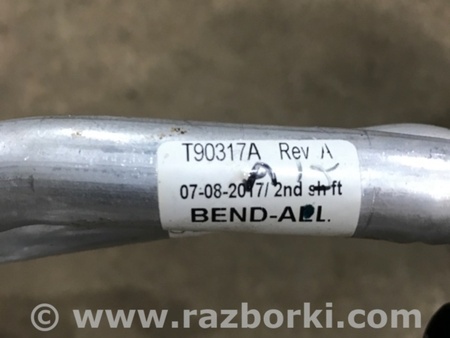 T90317A Rev A
07-08-2017/ 2nd shift
BEND-ALL
© www.razborki.com